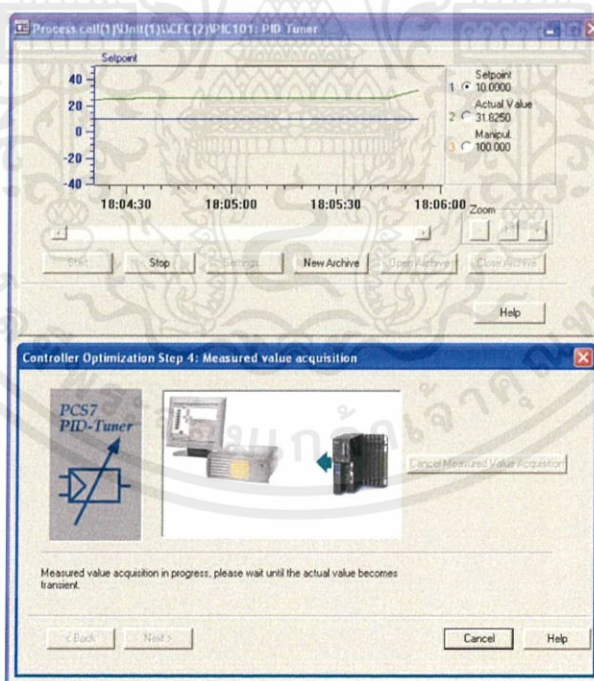 Process cell(1)\Unit(1)\\CFC(2)\PIC101: PID Tuner
Setpoint
40
20
0
-20
-40
18:04:30 18:05:00 18:05:30 18:06:00
Setpoint
1 10.0000
Actual Value
2 31.8250
Manipul.
3 100.000
Zoom
Start Stop Settings New Archive Open Archive Close Archive
Help
Controller Optimization Step 4: Measured value acquisition
PCS7
PID-Tuner
Cancel Measured Value Acquisition
Measured value acquisition in progress, please wait until the actual value becomes
transient.
< Back Next > Cancel Help